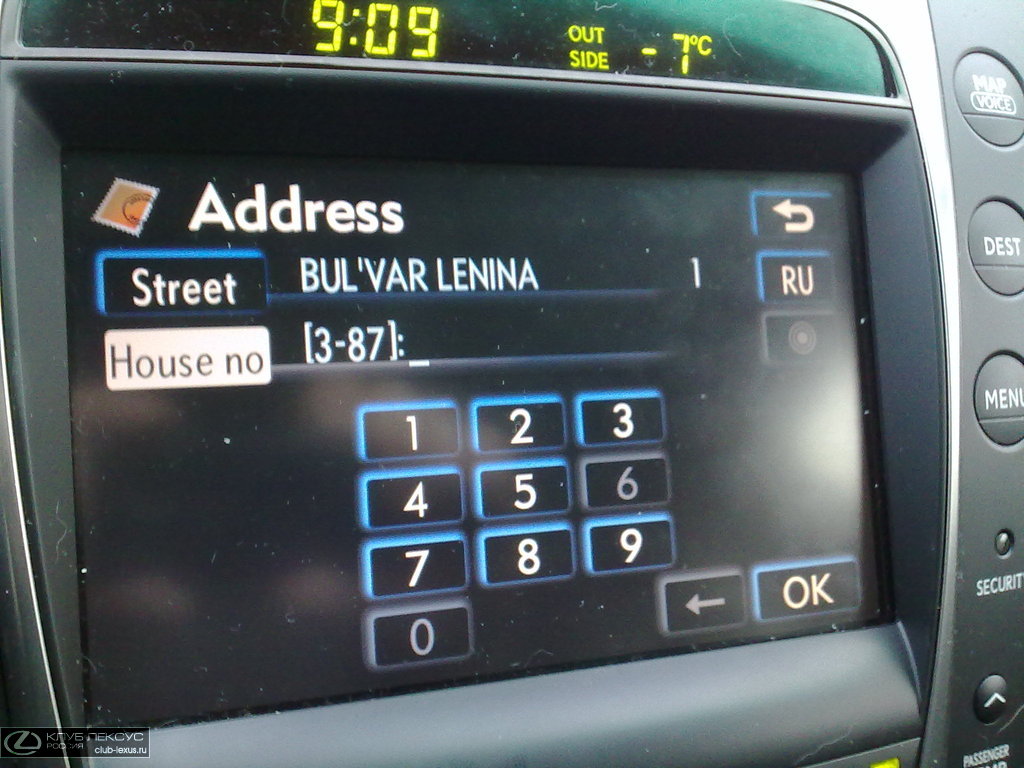 9:09 OUT SIDE -7°C
MAP
VOICE
Address
DEST
Street BUL'VAR LENINA 1 RU
House no [3-87]:_
MENU
1 2 3
4 5 6
7 8 9
← OK
0
SECURIT
PASSENGER
КЛУБ ЛЕКСУС
РОССИЯ club-lexus.ru